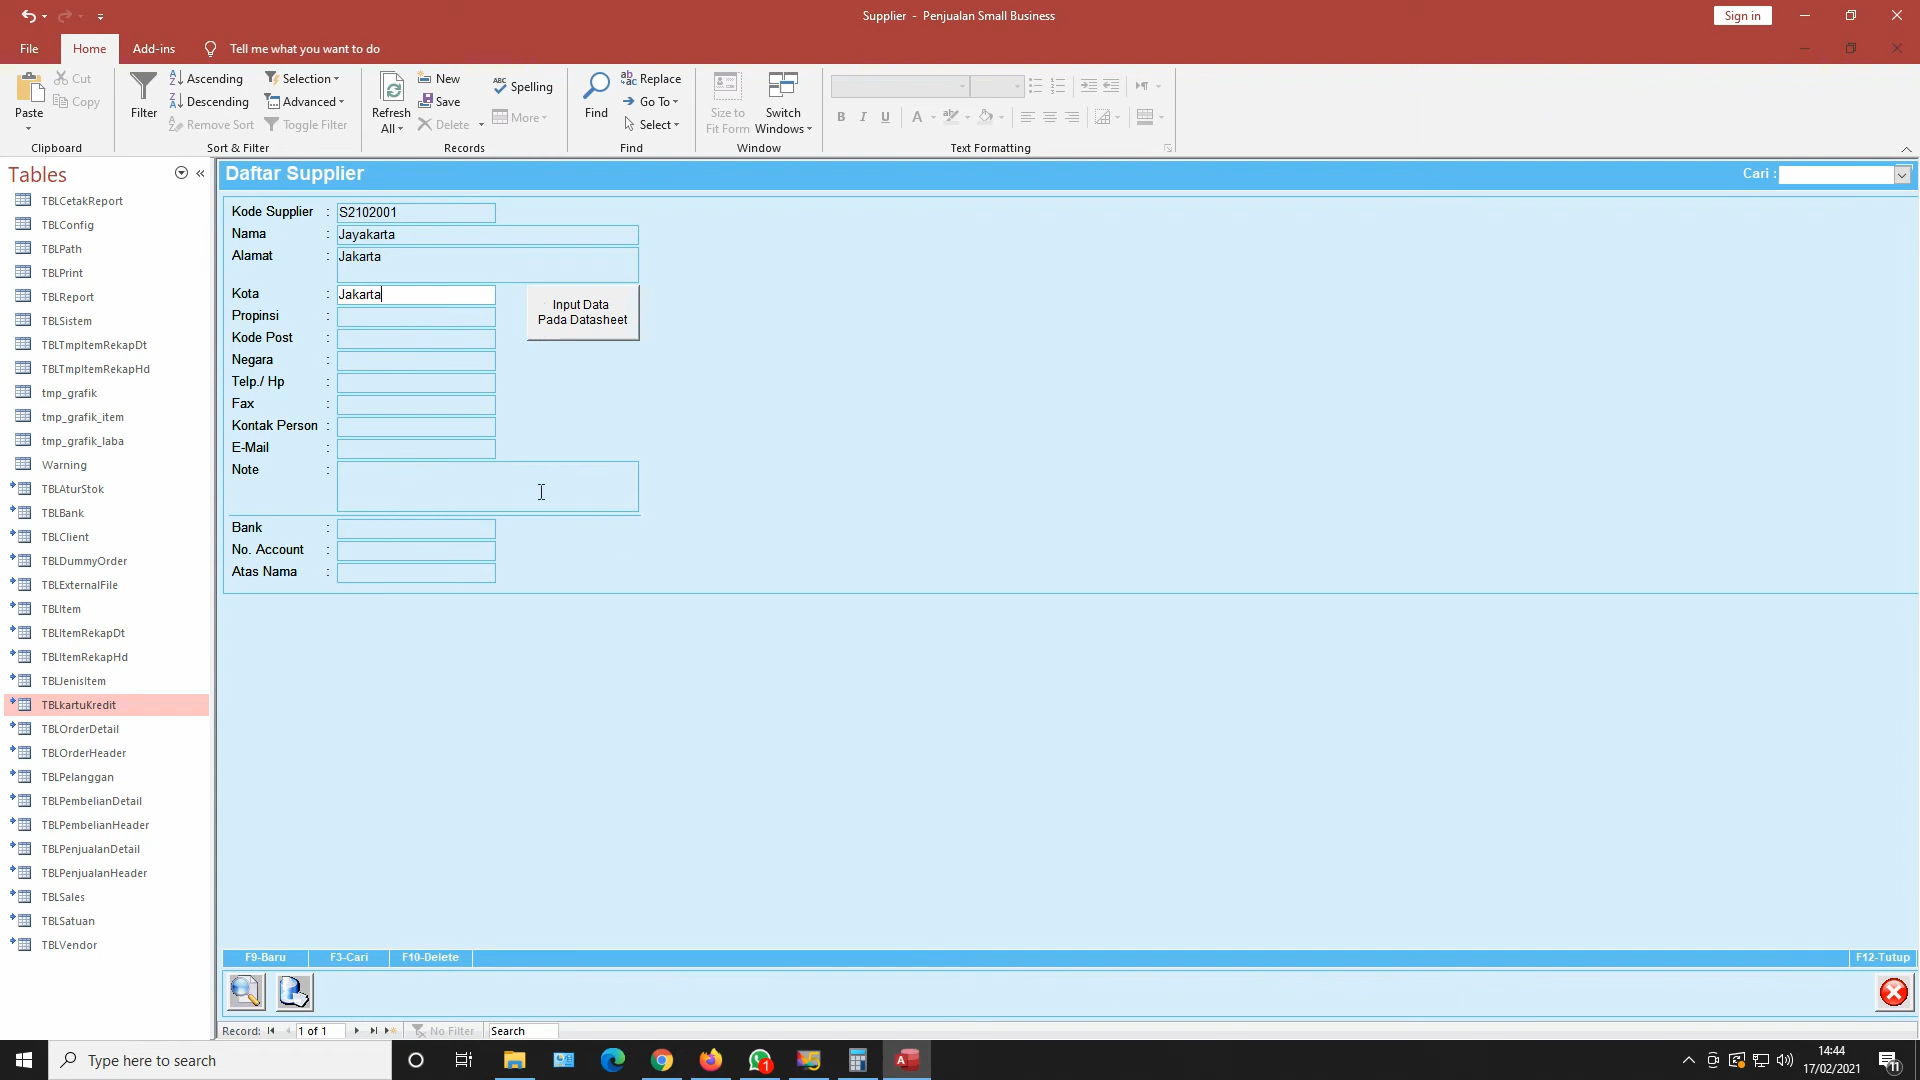 Supplier - Penjualan Small Business
Sign in
File
Home
Add-ins
Tell me what you want to do
Paste
Cut
Copy
Clipboard
Filter
Ascending
Descending
Remove Sort
Selection
Advanced
Toggle Filter
Sort & Filter
Refresh All
New
Save
Delete
Spelling
More
Records
Find
Replace
Go To
Select
Find
Size to Fit Form
Switch Windows
Window
B I U A ab
Text Formatting
Tables
TBLCetakReport
TBLConfig
TBLPath
TBLPrint
TBLReport
TBLSistem
TBLTmpItemRekapDt
TBLTmpItemRekapHd
tmp_grafik
tmp_grafik_item
tmp_grafik_laba
Warning
TBLAturStok
TBLBank
TBLClient
TBLDummyOrder
TBLExternalFile
TBLItem
TBLItemRekapDt
TBLItemRekapHd
TBLJenisItem
TBLkartuKredit
TBLOrderDetail
TBLOrderHeader
TBLPelanggan
TBLPembelianDetail
TBLPembelianHeader
TBLPenjualanDetail
TBLPenjualanHeader
TBLSales
TBLSatuan
TBLVendor
Daftar Supplier
Cari :
Kode Supplier : S2102001
Nama : Jayakarta
Alamat : Jakarta
Kota : Jakarta
Input Data
Pada Datasheet
Propinsi :
Kode Post :
Negara :
Telp./ Hp :
Fax :
Kontak Person :
E-Mail :
Note :
Bank :
No. Account :
Atas Nama :
F9-Baru F3-Cari F10-Delete F12-Tutup
Record: 1 of 1 No Filter Search
Type here to search
1
14:44
17/02/2021
11